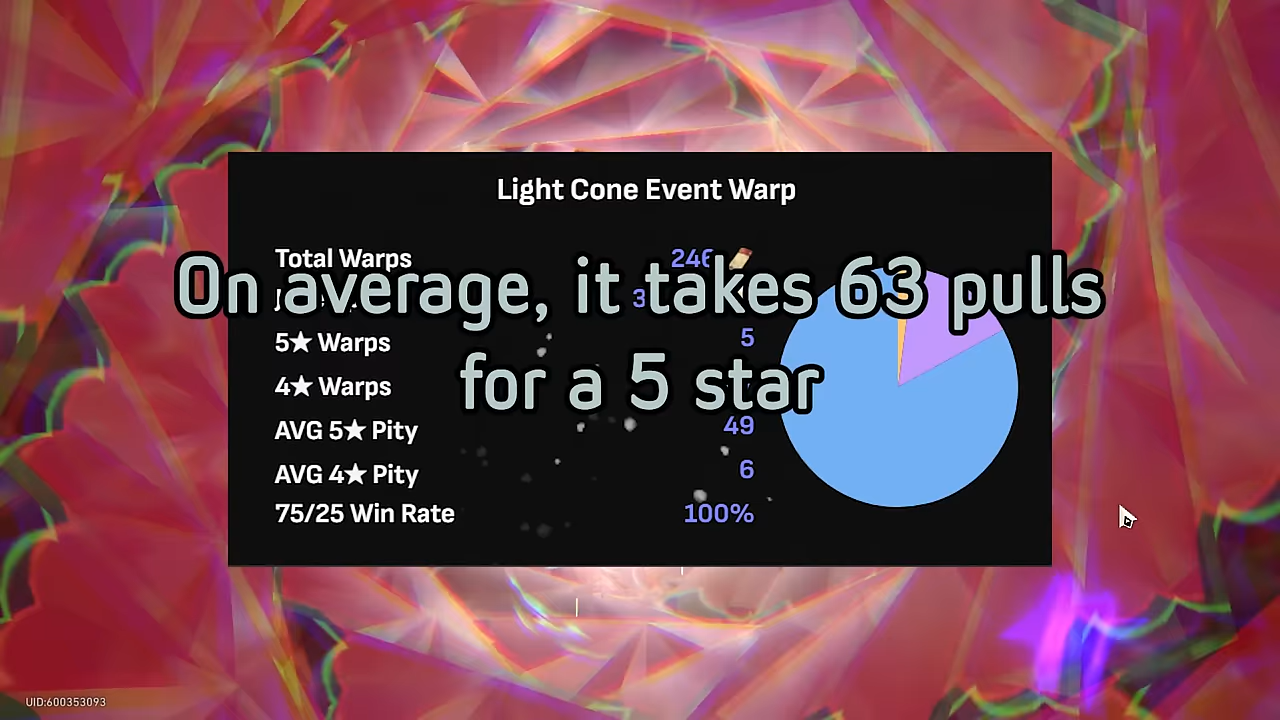 Light Cone Event Warp
Total Warps 246
On average, it takes 63 pulls
for a 5 star
5★ Warps 5
4★ Warps
AVG 5★ Pity 49
AVG 4★ Pity 6
75/25 Win Rate 100%
UID:600353093